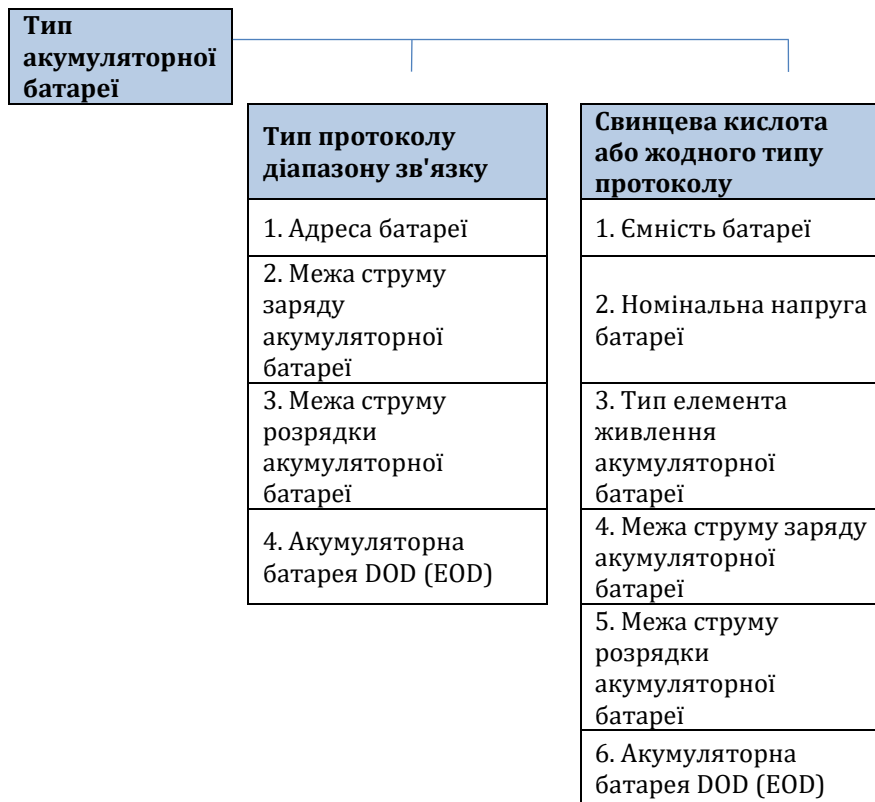 Тип
акумуляторної
батареї
Тип протоколу
діапазону зв'язку
1. Адреса батареї
2. Межа струму
заряду
акумуляторної
батареї
3. Межа струму
розрядки
акумуляторної
батареї
4. Акумуляторна
батарея DOD (EOD)
Свинцева кислота
або жодного типу
протоколу
1. Ємність батареї
2. Номінальна напруга
батареї
3. Тип елемента
живлення
акумуляторної
батареї
4. Межа струму заряду
акумуляторної
батареї
5. Межа струму
розрядки
акумуляторної
батареї
6. Акумуляторна
батарея DOD (EOD)